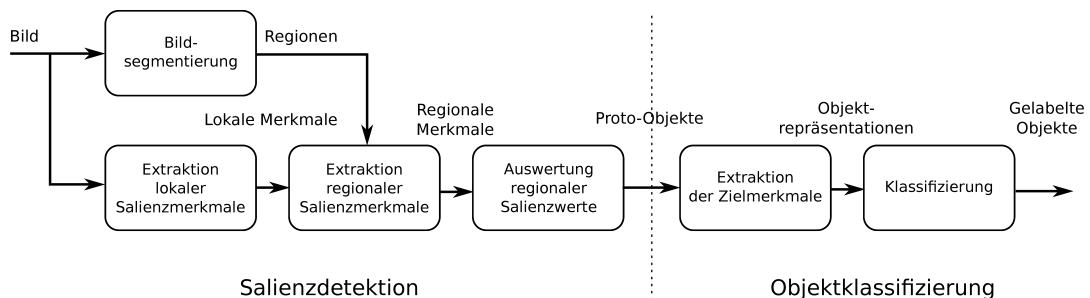 Bild
Bild-
segmentierung
Regionen
Lokale Merkmale
Regionale
Merkmale
Proto-Objekte
Objekt-
repräsentationen
Gelabelte
Objekte
Extraktion
lokaler
Salienzmerkmale
Extraktion
regionaler
Salienzmerkmale
Auswertung
regionaler
Salienzwerte
Extraktion
der Zielmerkmale
Klassifizierung
Salienzdetektion
Objektklassifizierung